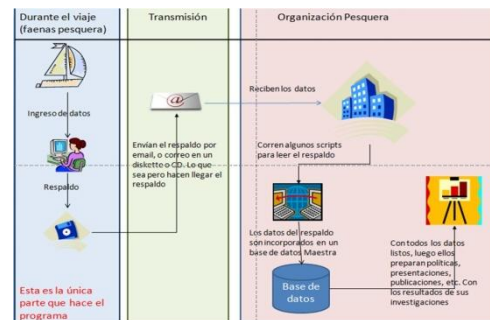 Durante el viaje
(faenas pesquera)
Transmisión
Organización Pesquera
Ingreso de datos
Respaldo
Esta es la única
parte que hace el
programa
@
Envían el respaldo por
email, o correo en un
diskette o CD. Lo que
sea pero hacen llegar el
respaldo
Reciben los datos
Corren algunos scripts
para leer el respaldo
Los datos del respaldo
son incorporados en un
base de datos Maestra
Base de
datos
Con todos los datos
listos, luego ellos
preparan políticas,
presentaciones,
publicaciones, etc. Con
los resultados de sus
investigaciones